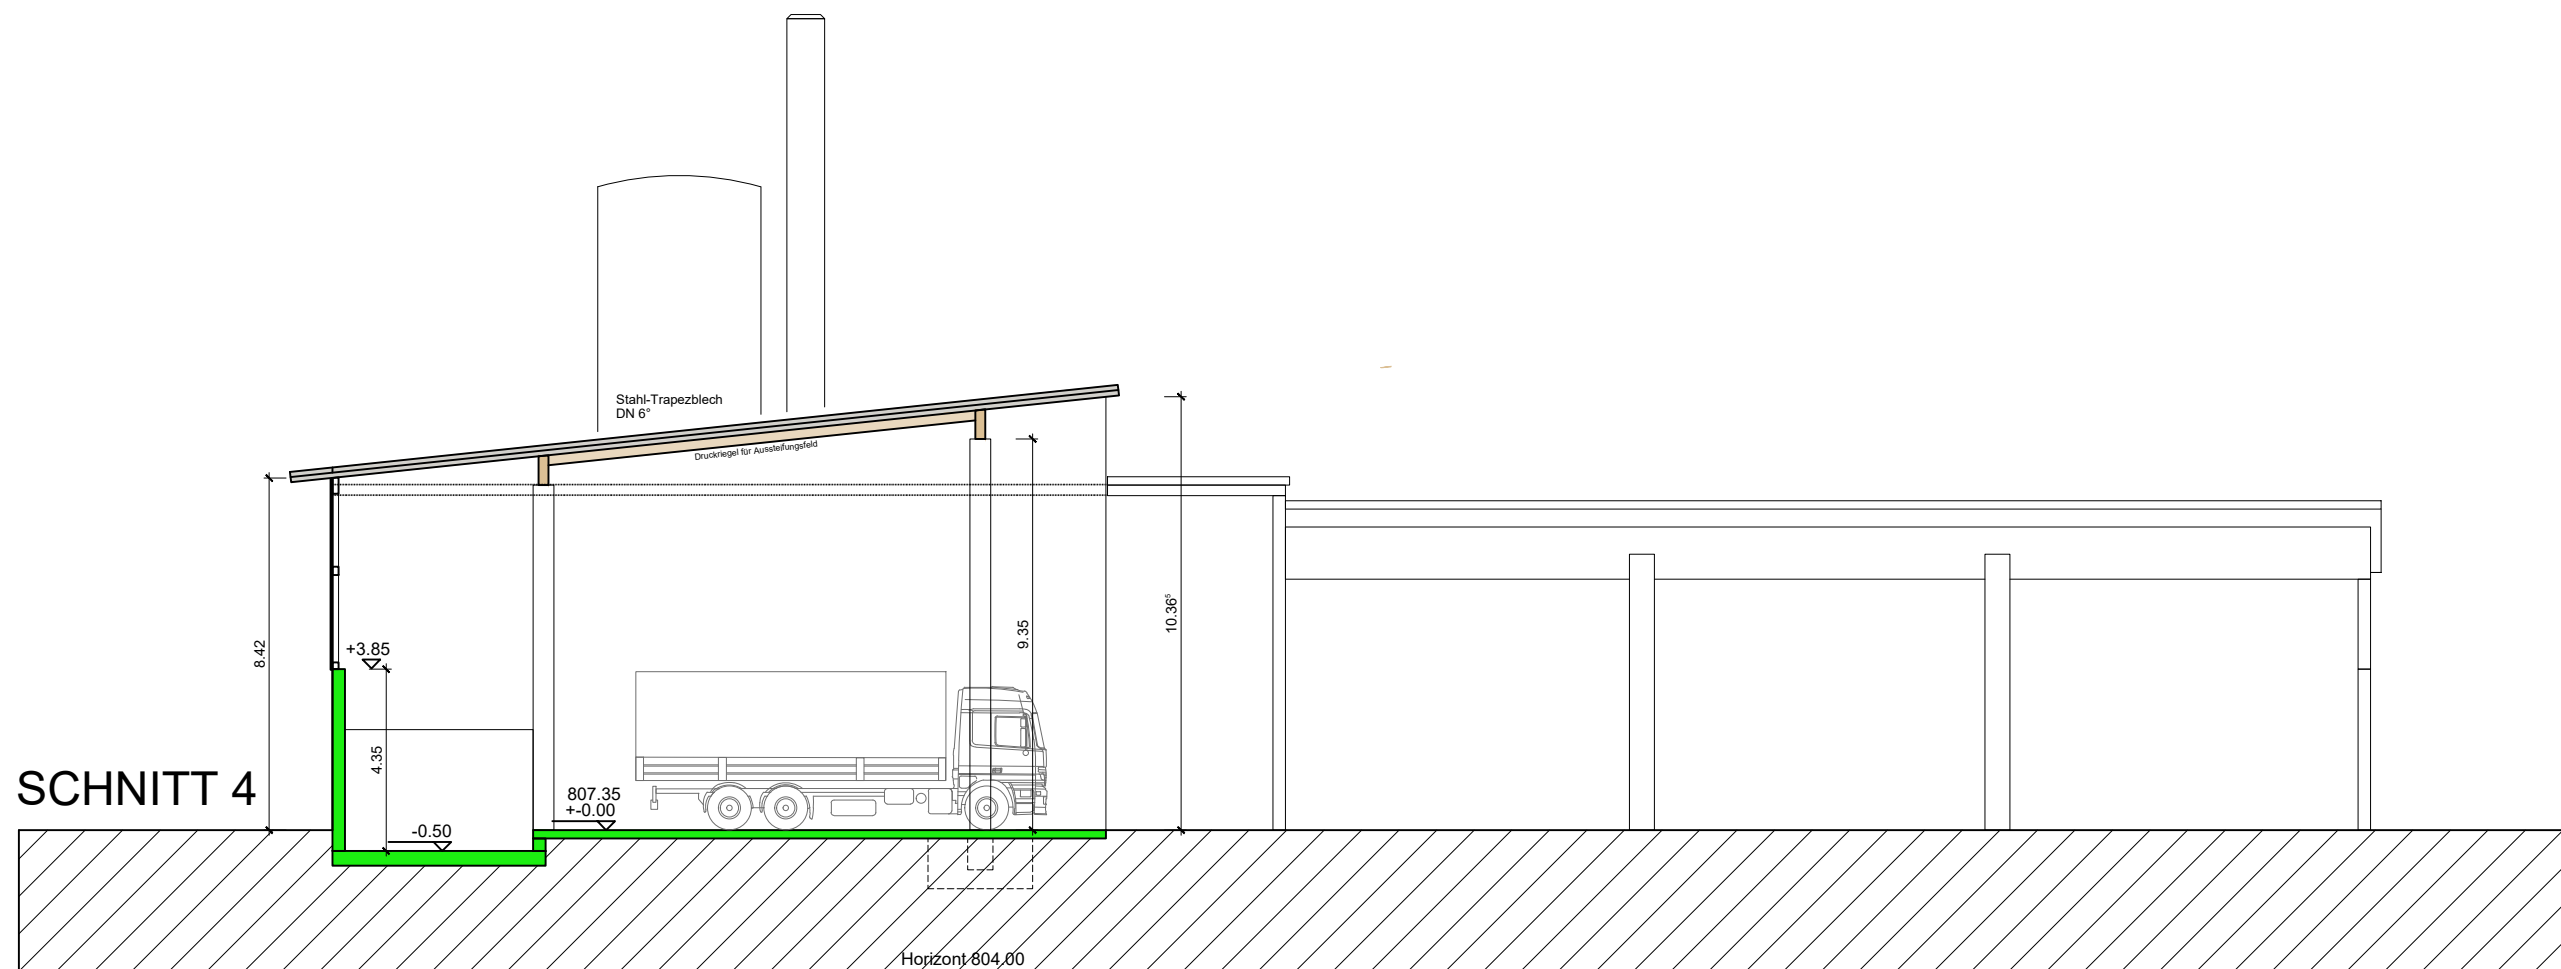 Stahl-Trapezblech
DN 6°
Druckriegel für Aussteifungsfeld
8.42
+3.85
4.35
-0.50
807.35
+-0.00
9.35
10.36⁵
SCHNITT 4
Horizont 804.00